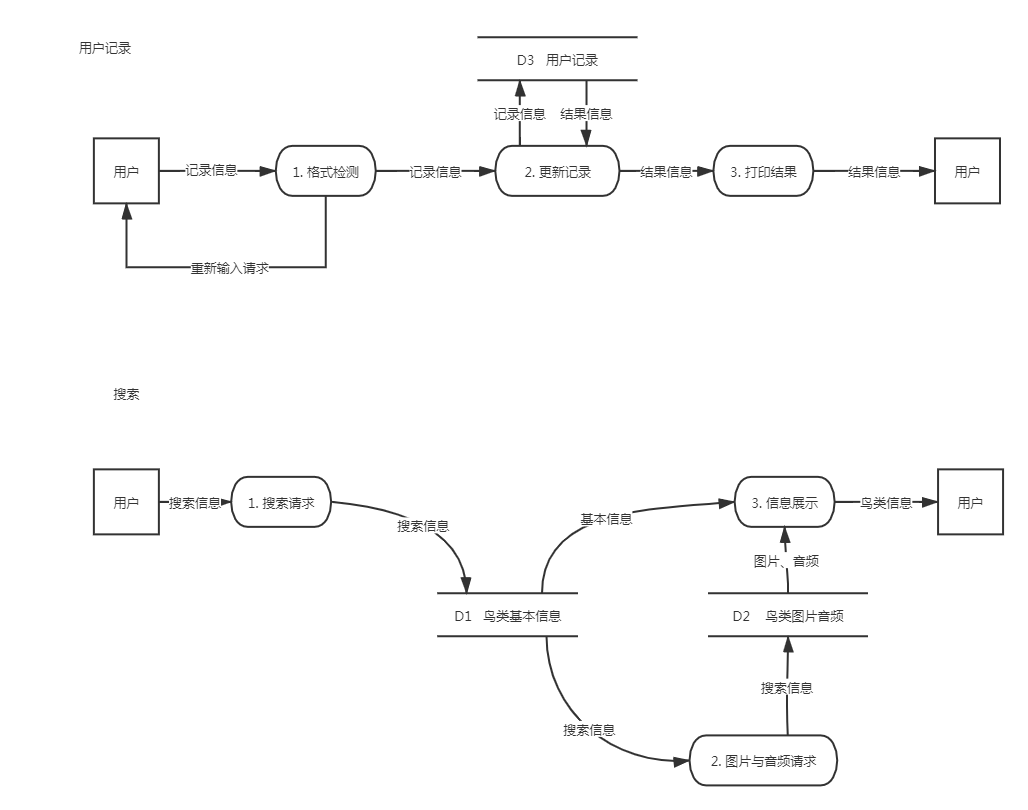 用户记录
D3 用户记录
记录信息
结果信息
用户
记录信息
1. 格式检测
记录信息
2. 更新记录
结果信息
3. 打印结果
结果信息
用户
重新输入请求
搜索
用户
搜索信息
1. 搜索请求
搜索信息
基本信息
3. 信息展示
鸟类信息
用户
图片、音频
D1 鸟类基本信息
D2 鸟类图片音频
搜索信息
搜索信息
2. 图片与音频请求